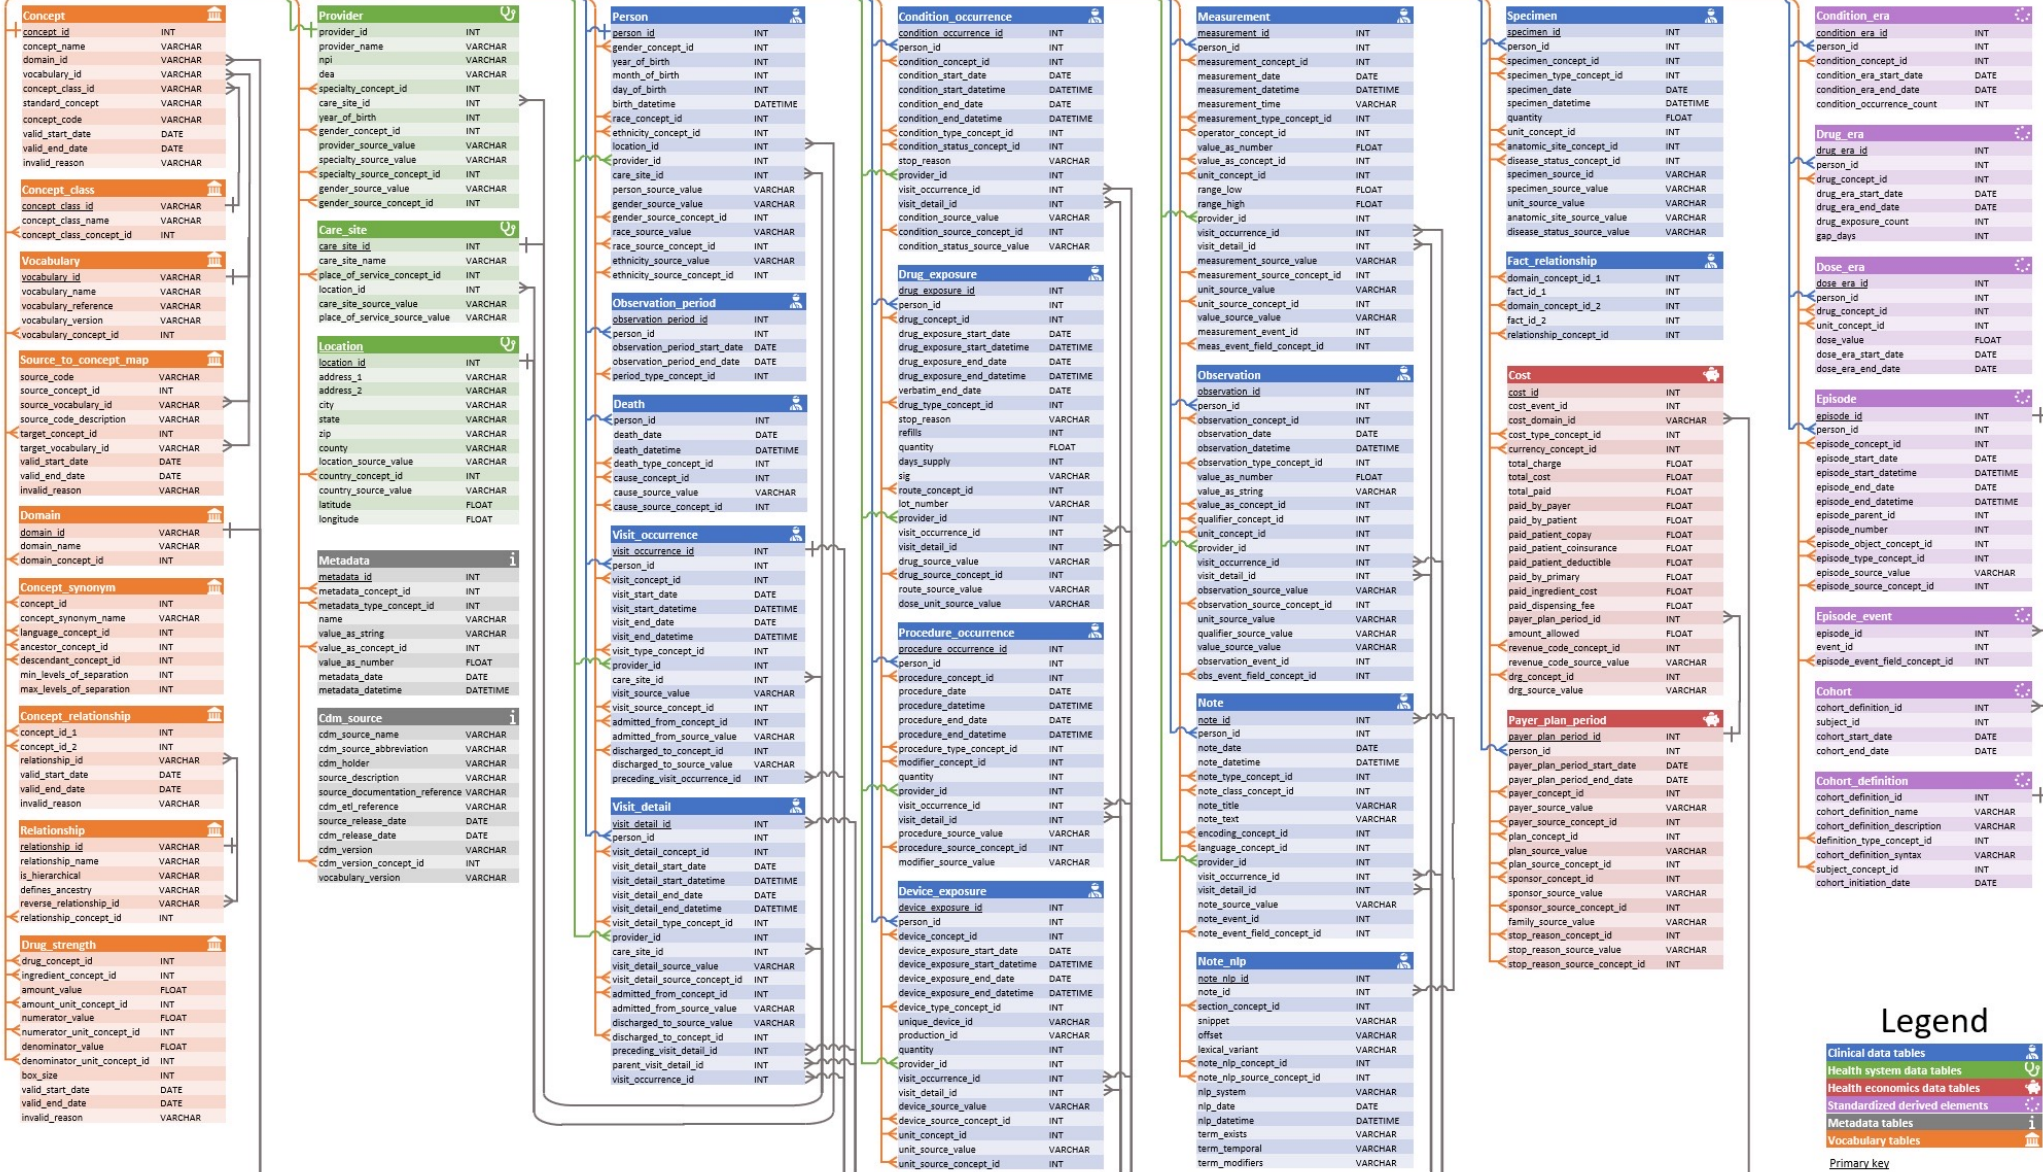 Concept
concept_id INT
concept_name VARCHAR
domain_id VARCHAR
vocabulary_id VARCHAR
concept_class_id VARCHAR
standard_concept VARCHAR
concept_code VARCHAR
valid_start_date DATE
valid_end_date DATE
invalid_reason VARCHAR
Concept_class
concept_class_id VARCHAR
concept_class_name VARCHAR
concept_class_concept_id INT
Vocabulary
vocabulary_id VARCHAR
vocabulary_name VARCHAR
vocabulary_reference VARCHAR
vocabulary_version VARCHAR
vocabulary_concept_id INT
Source_to_concept_map
source_code VARCHAR
source_concept_id INT
source_vocabulary_id VARCHAR
source_code_description VARCHAR
target_concept_id INT
target_vocabulary_id VARCHAR
valid_start_date DATE
valid_end_date DATE
invalid_reason VARCHAR
Domain
domain_id VARCHAR
domain_name VARCHAR
domain_concept_id INT
Concept_synonym
concept_id INT
concept_synonym_name VARCHAR
language_concept_id INT
ancestor_concept_id INT
descendant_concept_id INT
min_levels_of_separation INT
max_levels_of_separation INT
Concept_relationship
concept_id_1 INT
concept_id_2 INT
relationship_id VARCHAR
valid_start_date DATE
valid_end_date DATE
invalid_reason VARCHAR
Relationship
relationship_id VARCHAR
relationship_name VARCHAR
is_hierarchical VARCHAR
defines_ancestry VARCHAR
reverse_relationship_id VARCHAR
relationship_concept_id INT
Drug_strength
drug_concept_id INT
ingredient_concept_id INT
amount_value FLOAT
amount_unit_concept_id INT
numerator_value FLOAT
numerator_unit_concept_id INT
denominator_value FLOAT
denominator_unit_concept_id INT
box_size INT
valid_start_date DATE
valid_end_date DATE
invalid_reason VARCHAR
Provider
provider_id INT
provider_name VARCHAR
npi VARCHAR
dea VARCHAR
specialty_concept_id INT
care_site_id INT
year_of_birth INT
gender_concept_id INT
provider_source_value VARCHAR
specialty_source_value VARCHAR
specialty_source_concept_id INT
gender_source_value VARCHAR
gender_source_concept_id INT
Care_site
care_site_id INT
care_site_name VARCHAR
place_of_service_concept_id INT
location_id INT
care_site_source_value VARCHAR
place_of_service_source_value VARCHAR
Location
location_id INT
address_1 VARCHAR
address_2 VARCHAR
city VARCHAR
state VARCHAR
zip VARCHAR
county VARCHAR
location_source_value VARCHAR
country_concept_id INT
country_source_value VARCHAR
latitude FLOAT
longitude FLOAT
Metadata
metadata_id INT
metadata_concept_id INT
metadata_type_concept_id INT
name VARCHAR
value_as_string VARCHAR
value_as_concept_id INT
value_as_number FLOAT
metadata_date DATE
metadata_datetime DATETIME
Cdm_source
cdm_source_name VARCHAR
cdm_source_abbreviation VARCHAR
cdm_holder VARCHAR
source_description VARCHAR
source_documentation_reference VARCHAR
cdm_etl_reference VARCHAR
source_release_date DATE
cdm_release_date DATE
cdm_version VARCHAR
cdm_version_concept_id INT
vocabulary_version VARCHAR
Person
person_id INT
gender_concept_id INT
year_of_birth INT
month_of_birth INT
day_of_birth INT
birth_datetime DATETIME
race_concept_id INT
ethnicity_concept_id INT
location_id INT
provider_id INT
care_site_id INT
person_source_value VARCHAR
gender_source_value VARCHAR
gender_source_concept_id INT
race_source_value VARCHAR
race_source_concept_id INT
ethnicity_source_value VARCHAR
ethnicity_source_concept_id INT
Observation_period
observation_period_id INT
person_id INT
observation_period_start_date DATE
observation_period_end_date DATE
period_type_concept_id INT
Death
person_id INT
death_date DATE
death_datetime DATETIME
death_type_concept_id INT
cause_concept_id INT
cause_source_value VARCHAR
cause_source_concept_id INT
Visit_occurrence
visit_occurrence_id INT
person_id INT
visit_concept_id INT
visit_start_date DATE
visit_start_datetime DATETIME
visit_end_date DATE
visit_end_datetime DATETIME
visit_type_concept_id INT
provider_id INT
care_site_id INT
visit_source_value VARCHAR
visit_source_concept_id INT
admitted_from_concept_id INT
admitted_from_source_value VARCHAR
discharged_to_concept_id INT
discharged_to_source_value VARCHAR
preceding_visit_occurrence_id INT
Visit_detail
visit_detail_id INT
person_id INT
visit_detail_concept_id INT
visit_detail_start_date DATE
visit_detail_start_datetime DATETIME
visit_detail_end_date DATE
visit_detail_end_datetime DATETIME
visit_detail_type_concept_id INT
provider_id INT
care_site_id INT
visit_detail_source_value VARCHAR
visit_detail_source_concept_id INT
admitted_from_concept_id INT
admitted_from_source_value VARCHAR
discharged_to_source_value VARCHAR
discharged_to_concept_id INT
preceding_visit_detail_id INT
parent_visit_detail_id INT
visit_occurrence_id INT
Condition_occurrence
condition_occurrence_id INT
person_id INT
condition_concept_id INT
condition_start_date DATE
condition_start_datetime DATETIME
condition_end_date DATE
condition_end_datetime DATETIME
condition_type_concept_id INT
condition_status_concept_id INT
stop_reason VARCHAR
provider_id INT
visit_occurrence_id INT
visit_detail_id INT
condition_source_value VARCHAR
condition_source_concept_id INT
condition_status_source_value VARCHAR
Drug_exposure
drug_exposure_id INT
person_id INT
drug_concept_id INT
drug_exposure_start_date DATE
drug_exposure_start_datetime DATETIME
drug_exposure_end_date DATE
drug_exposure_end_datetime DATETIME
verbatim_end_date DATE
drug_type_concept_id INT
stop_reason VARCHAR
refills INT
quantity FLOAT
days_supply INT
sig VARCHAR
route_concept_id INT
lot_number VARCHAR
provider_id INT
visit_occurrence_id INT
visit_detail_id INT
drug_source_value VARCHAR
drug_source_concept_id INT
route_source_value VARCHAR
dose_unit_source_value VARCHAR
Procedure_occurrence
procedure_occurrence_id INT
person_id INT
procedure_concept_id INT
procedure_date DATE
procedure_datetime DATETIME
procedure_end_date DATE
procedure_end_datetime DATETIME
procedure_type_concept_id INT
modifier_concept_id INT
quantity INT
provider_id INT
visit_occurrence_id INT
visit_detail_id INT
procedure_source_value VARCHAR
procedure_source_concept_id INT
modifier_source_value VARCHAR
Device_exposure
device_exposure_id INT
person_id INT
device_concept_id INT
device_exposure_start_date DATE
device_exposure_start_datetime DATETIME
device_exposure_end_date DATE
device_exposure_end_datetime DATETIME
device_type_concept_id INT
unique_device_id VARCHAR
production_id VARCHAR
quantity INT
provider_id INT
visit_occurrence_id INT
visit_detail_id INT
device_source_value VARCHAR
device_source_concept_id INT
unit_concept_id INT
unit_source_value VARCHAR
unit_source_concept_id INT
Measurement
measurement_id INT
person_id INT
measurement_concept_id INT
measurement_date DATE
measurement_datetime DATETIME
measurement_time VARCHAR
measurement_type_concept_id INT
operator_concept_id INT
value_as_number FLOAT
value_as_concept_id INT
unit_concept_id INT
range_low FLOAT
range_high FLOAT
provider_id INT
visit_occurrence_id INT
visit_detail_id INT
measurement_source_value VARCHAR
measurement_source_concept_id INT
unit_source_value VARCHAR
unit_source_concept_id INT
value_source_value VARCHAR
measurement_event_id INT
meas_event_field_concept_id INT
Observation
observation_id INT
person_id INT
observation_concept_id INT
observation_date DATE
observation_datetime DATETIME
observation_type_concept_id INT
value_as_number FLOAT
value_as_string VARCHAR
value_as_concept_id INT
qualifier_concept_id INT
unit_concept_id INT
provider_id INT
visit_occurrence_id INT
visit_detail_id INT
observation_source_value VARCHAR
observation_source_concept_id INT
unit_source_value VARCHAR
qualifier_source_value VARCHAR
value_source_value VARCHAR
observation_event_id INT
obs_event_field_concept_id INT
Note
note_id INT
person_id INT
note_date DATE
note_datetime DATETIME
note_type_concept_id INT
note_class_concept_id INT
note_title VARCHAR
note_text VARCHAR
encoding_concept_id INT
language_concept_id INT
provider_id INT
visit_occurrence_id INT
visit_detail_id INT
note_source_value VARCHAR
note_event_id INT
note_event_field_concept_id INT
Note_nlp
note_nlp_id INT
note_id INT
section_concept_id INT
snippet VARCHAR
offset VARCHAR
lexical_variant VARCHAR
note_nlp_concept_id INT
note_nlp_source_concept_id INT
nlp_system VARCHAR
nlp_date DATE
nlp_datetime DATETIME
term_exists VARCHAR
term_temporal VARCHAR
term_modifiers VARCHAR
Specimen
specimen_id INT
person_id INT
specimen_concept_id INT
specimen_type_concept_id INT
specimen_date DATE
specimen_datetime DATETIME
quantity FLOAT
unit_concept_id INT
anatomic_site_concept_id INT
disease_status_concept_id INT
specimen_source_id VARCHAR
specimen_source_value VARCHAR
unit_source_value VARCHAR
anatomic_site_source_value VARCHAR
disease_status_source_value VARCHAR
Fact_relationship
domain_concept_id_1 INT
fact_id_1 INT
domain_concept_id_2 INT
fact_id_2 INT
relationship_concept_id INT
Cost
cost_id INT
cost_event_id INT
cost_domain_id VARCHAR
cost_type_concept_id INT
currency_concept_id INT
total_charge FLOAT
total_cost FLOAT
total_paid FLOAT
paid_by_payer FLOAT
paid_by_patient FLOAT
paid_patient_copay FLOAT
paid_patient_coinsurance FLOAT
paid_patient_deductible FLOAT
paid_by_primary FLOAT
paid_ingredient_cost FLOAT
paid_dispensing_fee FLOAT
payer_plan_period_id INT
amount_allowed FLOAT
revenue_code_concept_id INT
revenue_code_source_value VARCHAR
drg_concept_id INT
drg_source_value VARCHAR
Payer_plan_period
payer_plan_period_id INT
person_id INT
payer_plan_period_start_date DATE
payer_plan_period_end_date DATE
payer_concept_id INT
payer_source_value VARCHAR
payer_source_concept_id INT
plan_concept_id INT
plan_source_value VARCHAR
plan_source_concept_id INT
sponsor_concept_id INT
sponsor_source_value VARCHAR
sponsor_source_concept_id INT
family_source_value VARCHAR
stop_reason_concept_id INT
stop_reason_source_value VARCHAR
stop_reason_source_concept_id INT
Condition_era
condition_era_id INT
person_id INT
condition_concept_id INT
condition_era_start_date DATE
condition_era_end_date DATE
condition_occurrence_count INT
Drug_era
drug_era_id INT
person_id INT
drug_concept_id INT
drug_era_start_date DATE
drug_era_end_date DATE
drug_exposure_count INT
gap_days INT
Dose_era
dose_era_id INT
person_id INT
drug_concept_id INT
unit_concept_id INT
dose_value FLOAT
dose_era_start_date DATE
dose_era_end_date DATE
Episode
episode_id INT
person_id INT
episode_concept_id INT
episode_start_date DATE
episode_start_datetime DATETIME
episode_end_date DATE
episode_end_datetime DATETIME
episode_parent_id INT
episode_number INT
episode_object_concept_id INT
episode_type_concept_id INT
episode_source_value VARCHAR
episode_source_concept_id INT
Episode_event
episode_id INT
event_id INT
episode_event_field_concept_id INT
Cohort
cohort_definition_id INT
subject_id INT
cohort_start_date DATE
cohort_end_date DATE
Cohort_definition
cohort_definition_id INT
cohort_definition_name VARCHAR
cohort_definition_description VARCHAR
definition_type_concept_id INT
cohort_definition_syntax VARCHAR
subject_concept_id INT
cohort_initiation_date DATE
Legend
Clinical data tables
Health system data tables
Health economics data tables
Standardized derived elements
Metadata tables
Vocabulary tables
Primary key